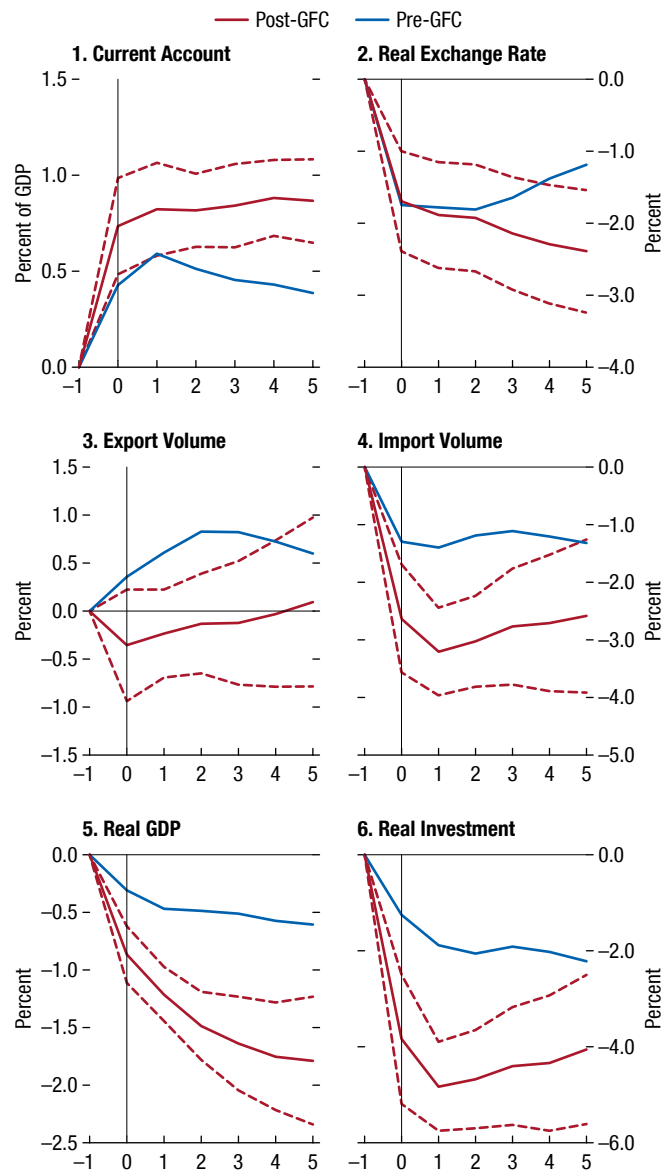 Post-GFC Pre-GFC
1. Current Account
Percent of GDP
1.5
1.0
0.5
0.0
–1 0 1 2 3 4 5
2. Real Exchange Rate
0.0
–1.0
–2.0
–3.0
–4.0
Percent
–1 0 1 2 3 4 5
3. Export Volume
Percent
1.5
1.0
0.5
0.0
–0.5
–1.0
–1.5
–1 0 1 2 3 4 5
4. Import Volume
0.0
–1.0
–2.0
–3.0
–4.0
–5.0
Percent
–1 0 1 2 3 4 5
5. Real GDP
Percent
0.0
–0.5
–1.0
–1.5
–2.0
–2.5
–1 0 1 2 3 4 5
6. Real Investment
0.0
–2.0
–4.0
–6.0
Percent
–1 0 1 2 3 4 5